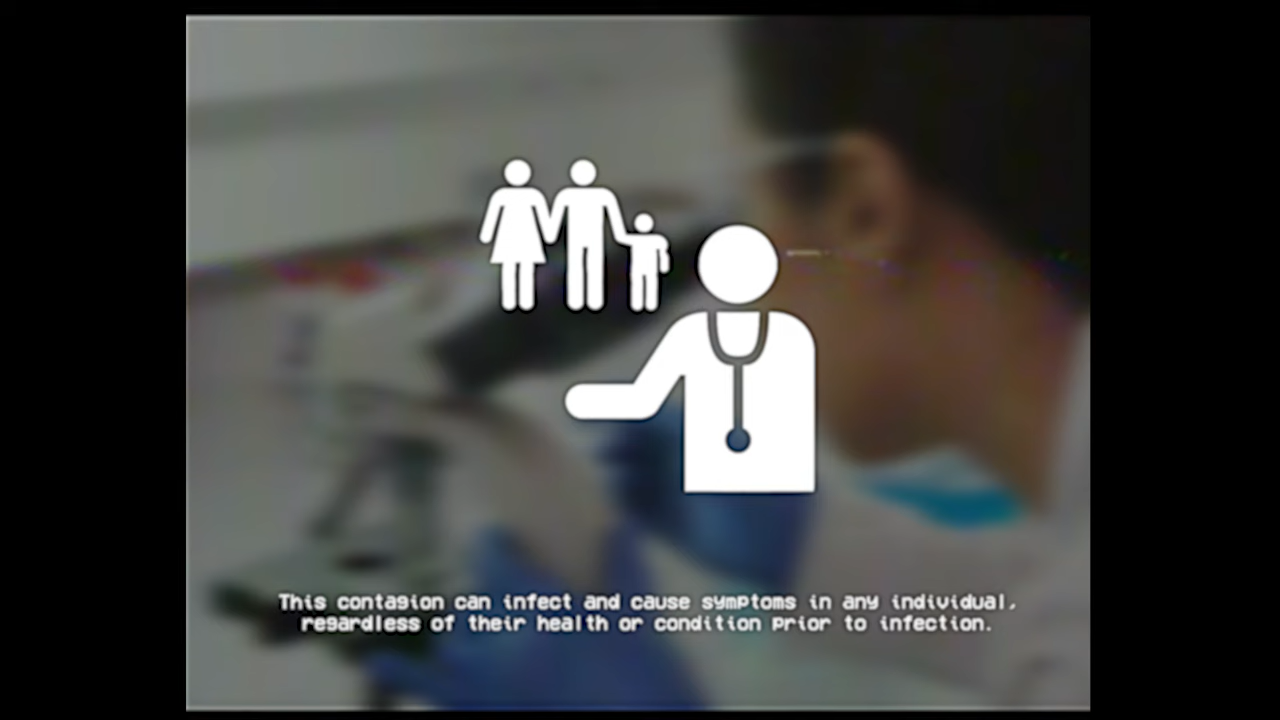 This contagion can infect and cause symptoms in any individual,
regardless of their health or condition prior to infection.